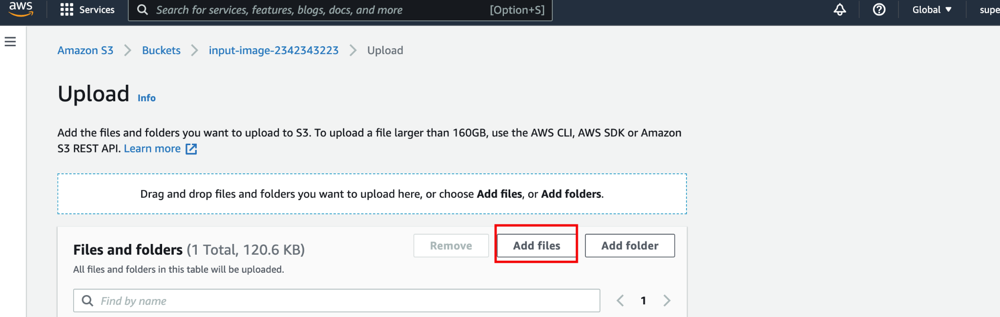 aws Services Search for services, features, blogs, docs, and more [Option+S] Global ▼ supe
Amazon S3 > Buckets > input-image-2342343223 > Upload
Upload Info
Add the files and folders you want to upload to S3. To upload a file larger than 160GB, use the AWS CLI, AWS SDK or Amazon
S3 REST API. Learn more
Drag and drop files and folders you want to upload here, or choose Add files, or Add folders.
Files and folders (1 Total, 120.6 KB) Remove Add files Add folder
All files and folders in this table will be uploaded.
Find by name < 1 >